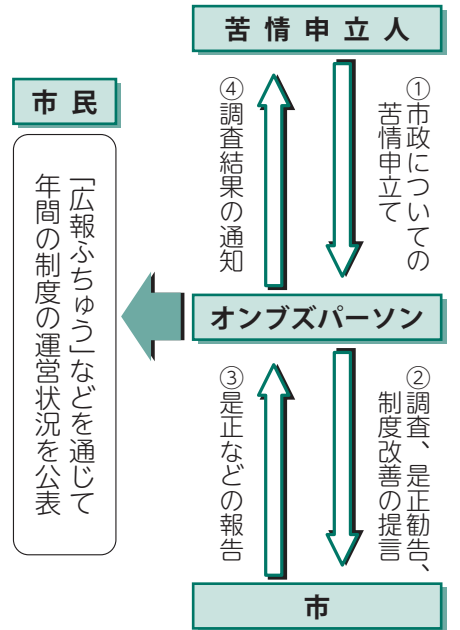 苦情申立人
市民
①市政についての
苦情申立て
④調査結果の通知
「広報ふちゅう」などを通じて
年間の制度の運営状況を公表
オンブズパーソン
②調査、是正勧告、
制度改善の提言
③是正などの報告
市